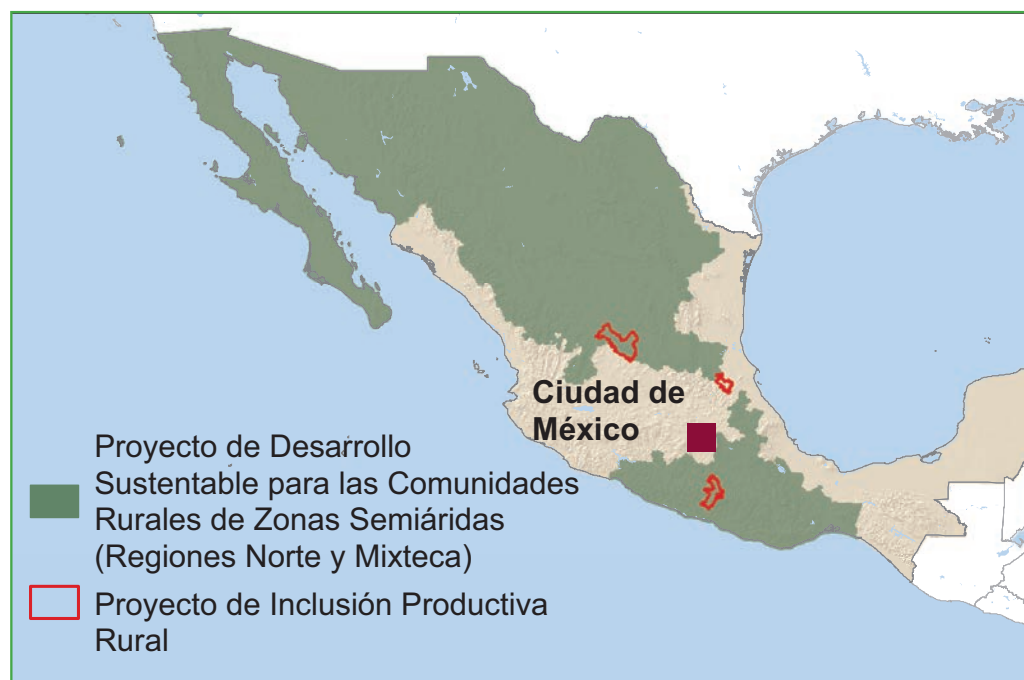 Ciudad de
México
Proyecto de Desarrollo
Sustentable para las Comunidades
Rurales de Zonas Semiáridas
(Regiones Norte y Mixteca)
Proyecto de Inclusión Productiva
Rural